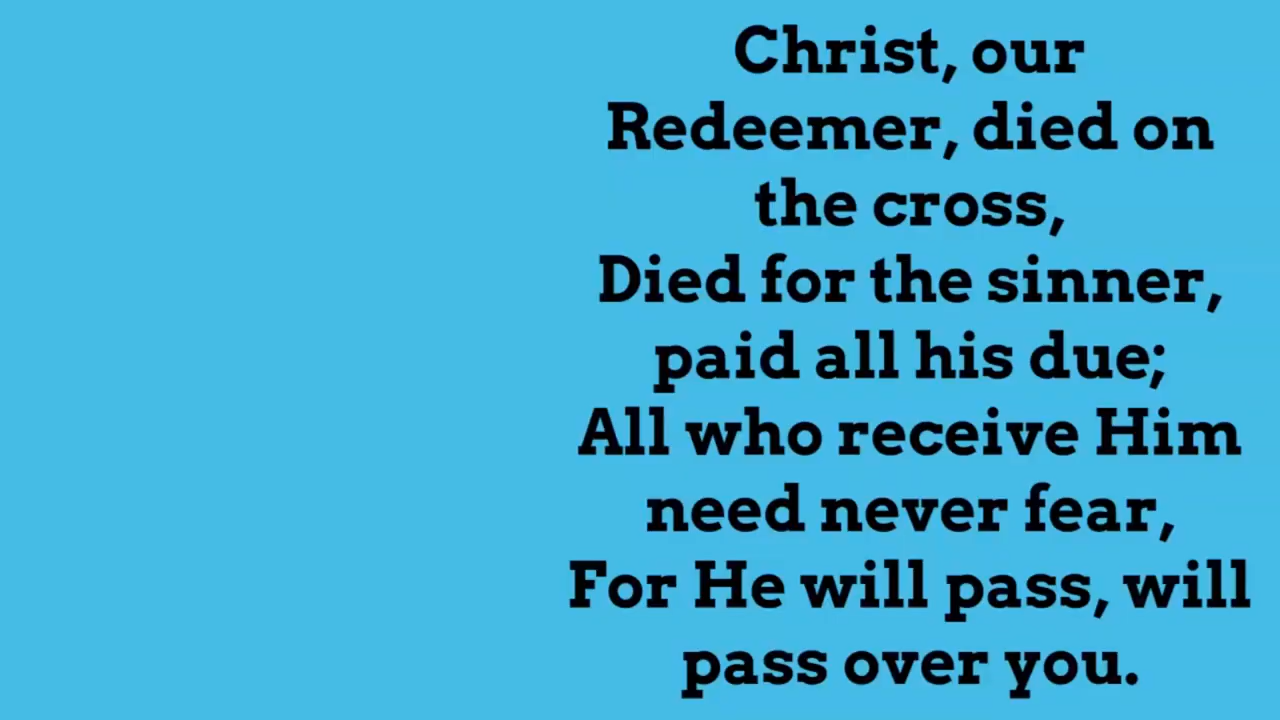 Christ, our
Redeemer, died on
the cross,
Died for the sinner,
paid all his due;
All who receive Him
need never fear,
For He will pass, will
pass over you.